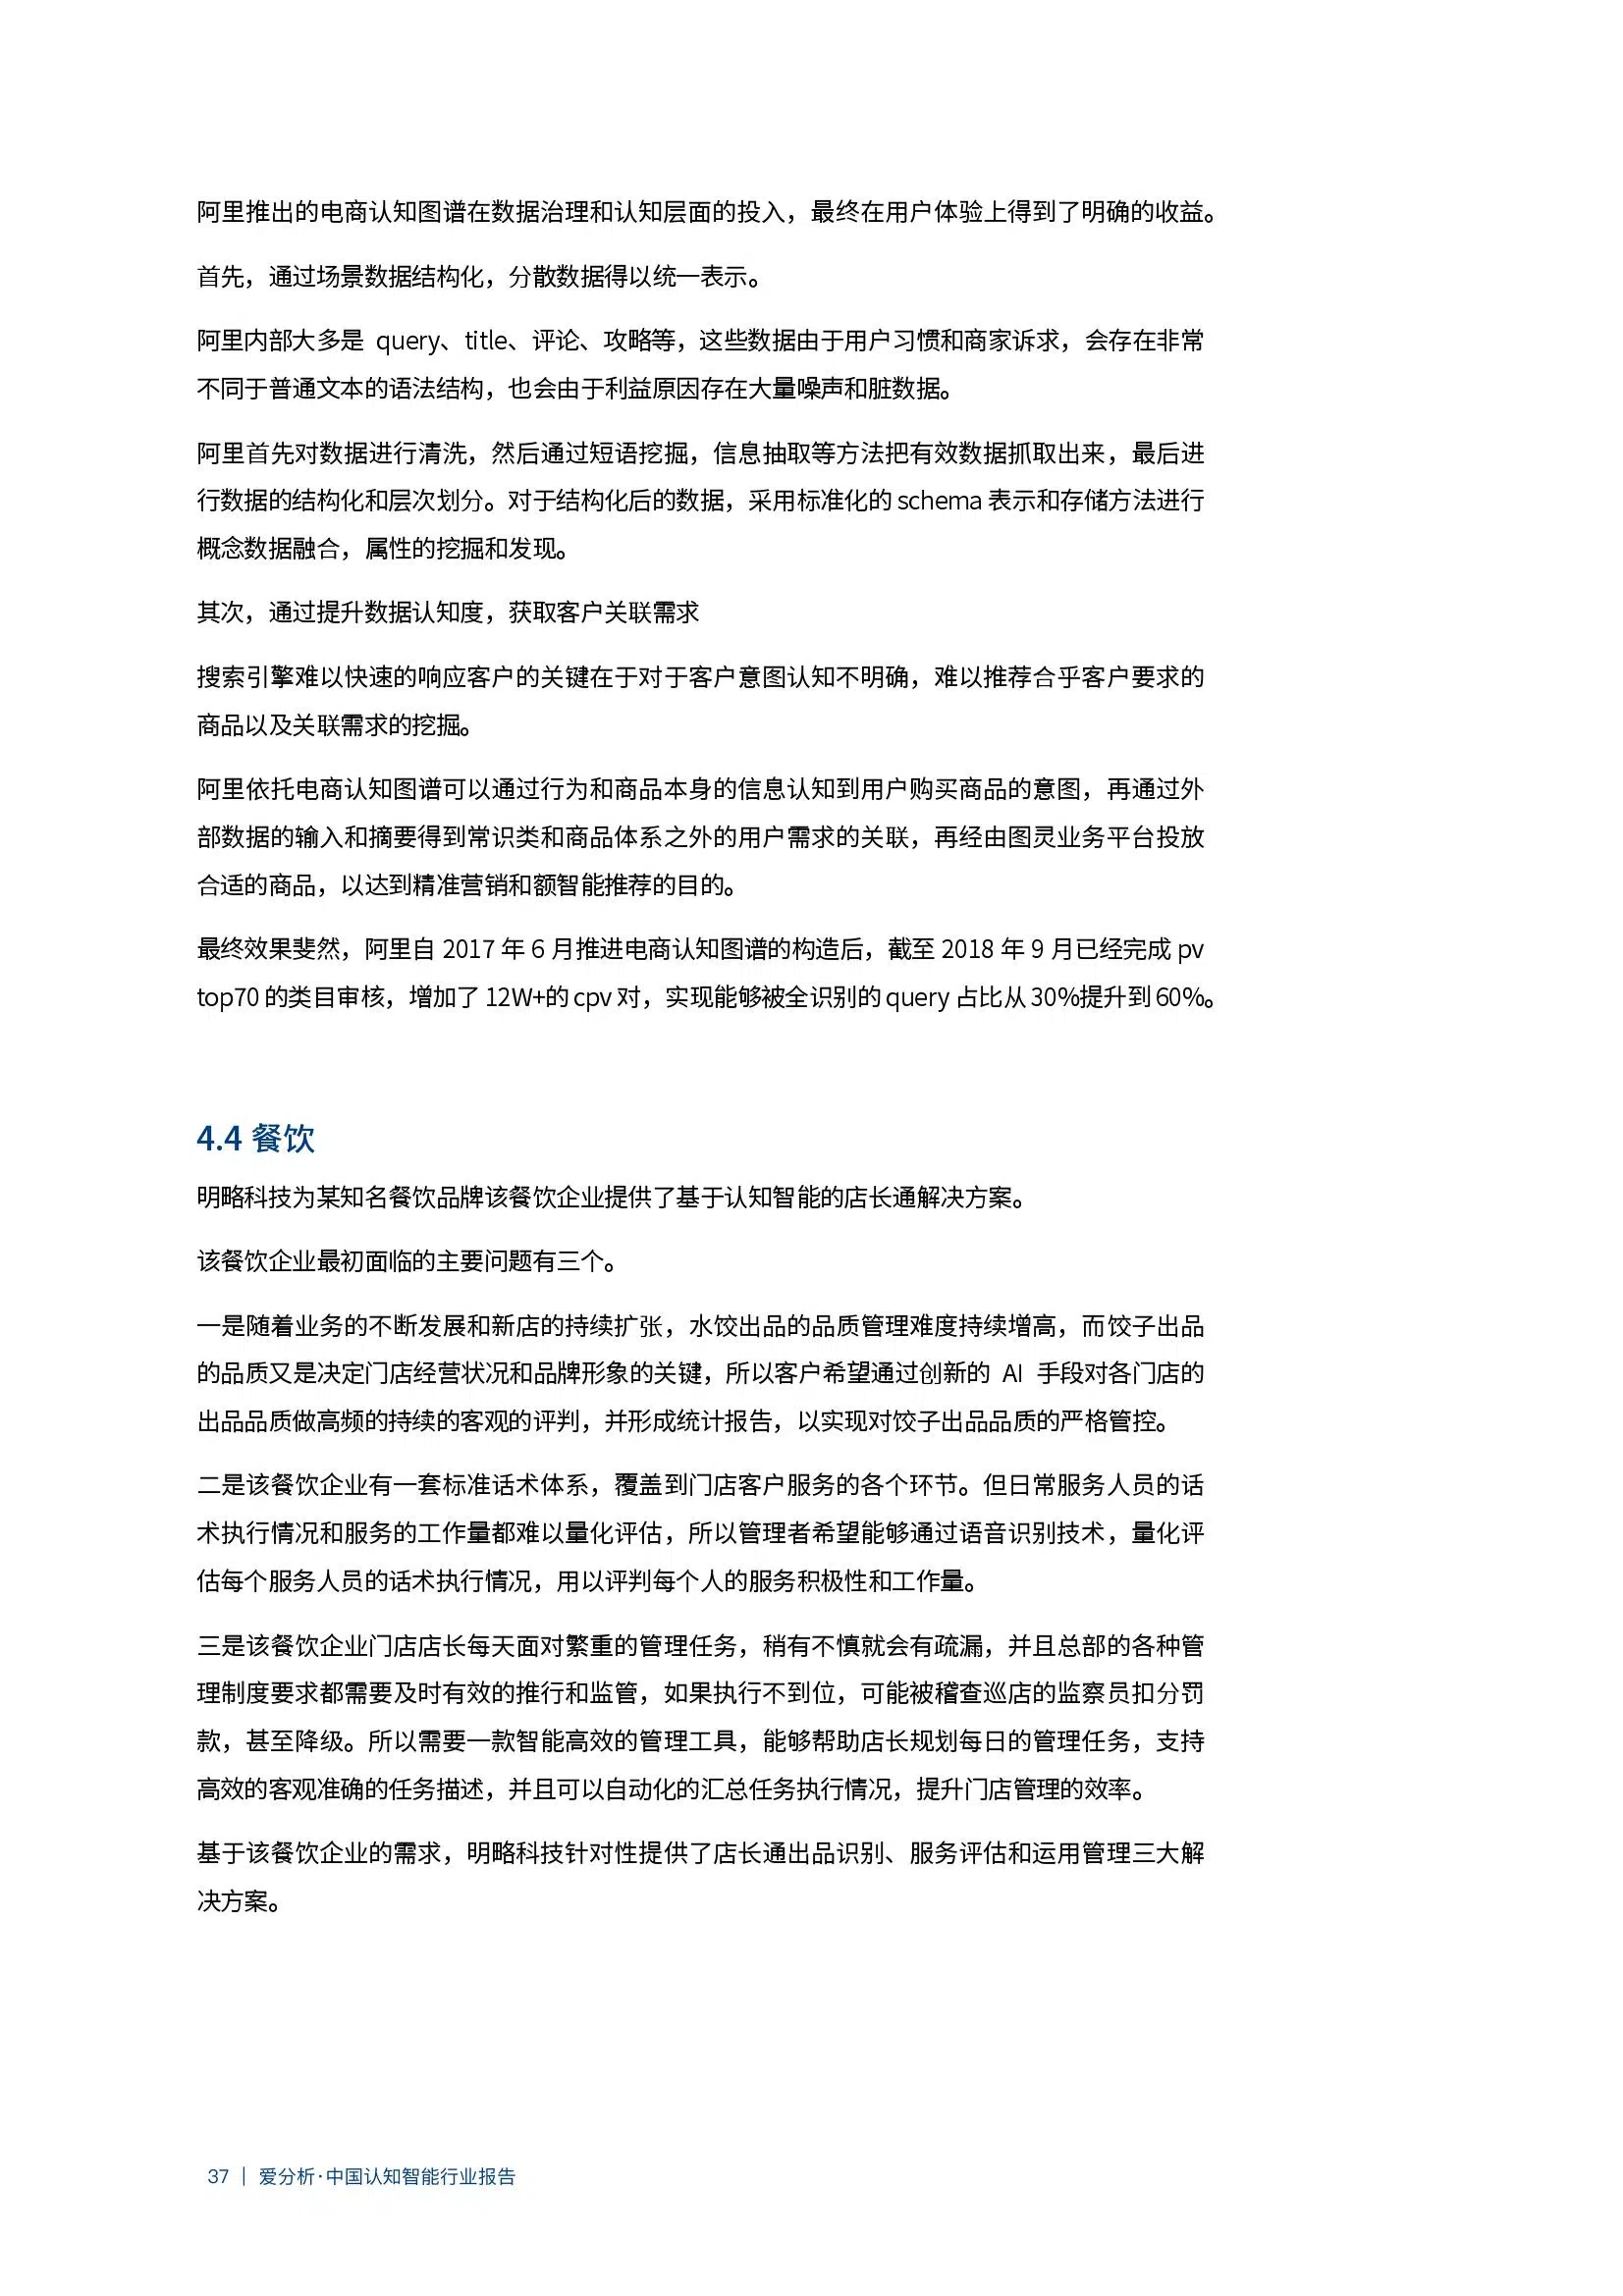 阿里推出的电商认知图谱在数据治理和认知层面的投入，最终在用户体验上得到了明确的收益。
首先，通过场景数据结构化，分散数据得以统一表示。
阿里内部大多是 query、title、评论、攻略等，这些数据由于用户习惯和商家诉求，会存在非常
不同于普通文本的语法结构，也会由于利益原因存在大量噪声和脏数据。
阿里首先对数据进行清洗，然后通过短语挖掘，信息抽取等方法把有效数据抓取出来，最后进
行数据的结构化和层次划分。对于结构化后的数据，采用标准化的 schema 表示和存储方法进行
概念数据融合，属性的挖掘和发现。
其次，通过提升数据认知度，获取客户关联需求
搜索引擎难以快速的响应客户的关键在于对于客户意图认知不明确，难以推荐合乎客户要求的
商品以及关联需求的挖掘。
阿里依托电商认知图谱可以通过行为和商品本身的信息认知到用户购买商品的意图，再通过外
部数据的输入和摘要得到常识类和商品体系之外的用户需求的关联，再经由图灵业务平台投放
合适的商品，以达到精准营销和额智能推荐的目的。
最终效果斐然，阿里自 2017 年 6 月推进电商认知图谱的构造后，截至 2018 年 9 月已经完成 pv
top70 的类目审核，增加了 12W+的 cpv 对，实现能够被全识别的 query 占比从 30%提升到 60%。
4.4 餐饮
明略科技为某知名餐饮品牌该餐饮企业提供了基于认知智能的店长通解决方案。
该餐饮企业最初面临的主要问题有三个。
一是随着业务的不断发展和新店的持续扩张，水饺出品的品质管理难度持续增高，而饺子出品
的品质又是决定门店经营状况和品牌形象的关键，所以客户希望通过创新的 AI 手段对各门店的
出品品质做高频的持续的客观的评判，并形成统计报告，以实现对饺子出品品质的严格管控。
二是该餐饮企业有一套标准话术体系，覆盖到门店客户服务的各个环节。但日常服务人员的话
术执行情况和服务的工作量都难以量化评估，所以管理者希望能够通过语音识别技术，量化评
估每个服务人员的话术执行情况，用以评判每个人的服务积极性和工作量。
三是该餐饮企业门店店长每天面对繁重的管理任务，稍有不慎就会有疏漏，并且总部的各种管
理制度要求都需要及时有效的推行和监管，如果执行不到位，可能被稽查巡店的监察员扣分罚
款，甚至降级。所以需要一款智能高效的管理工具，能够帮助店长规划每日的管理任务，支持
高效的客观准确的任务描述，并且可以自动化的汇总任务执行情况，提升门店管理的效率。
基于该餐饮企业的需求，明略科技针对性提供了店长通出品识别、服务评估和运用管理三大解
决方案。
37 | 爱分析·中国认知智能行业报告